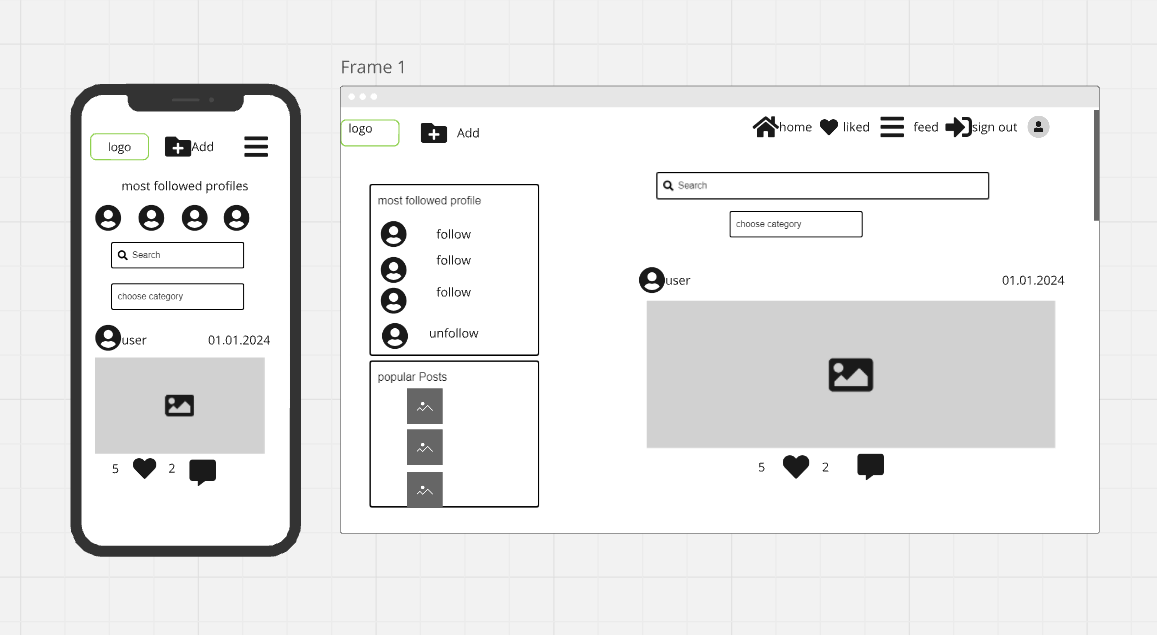 Frame 1
logo
Add
most followed profiles
Search
choose category
user
01.01.2024
5
2
logo
Add
home
liked
feed
sign out
most followed profile
follow
follow
follow
unfollow
popular Posts
Search
choose category
user
01.01.2024
5
2